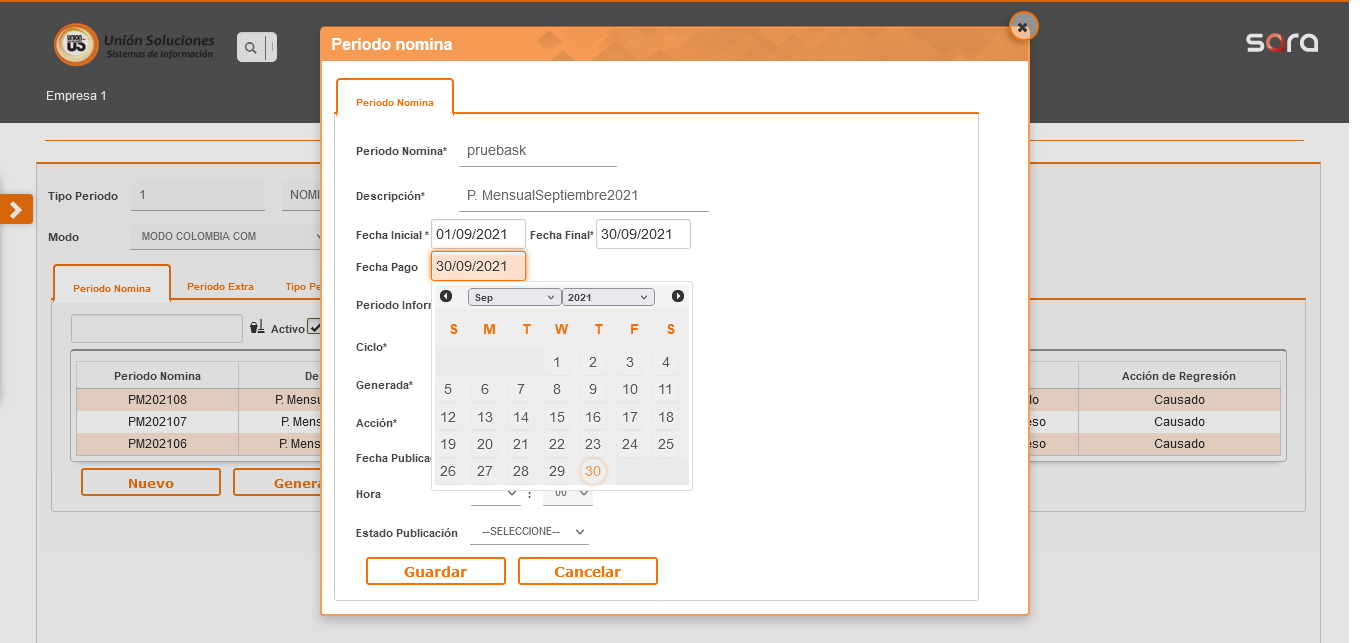 Unión Soluciones
Sistemas de Información
Empresa 1
sara
Periodo nomina
Periodo Nomina
Periodo Nomina* pruebask
Descripción* P. MensualSeptiembre2021
Fecha Inicial * 01/09/2021 Fecha Final* 30/09/2021
Fecha Pago 30/09/2021
Sep 2021
S M T W T F S
1 2 3 4
5 6 7 8 9 10 11
12 13 14 15 16 17 18
19 20 21 22 23 24 25
26 27 28 29 30
Periodo Inform
Ciclo*
Generada*
Acción*
Fecha Publica
Hora : 00
Estado Publicación --SELECCIONE--
Guardar Cancelar
Tipo Periodo 1 NOMI
Modo MODO COLOMBIA COM
Periodo Nomina Periodo Extra Tipo Pe
Activo
Periodo Nomina De Acción de Regresión
PM202108 P. Mensu lo Causado
PM202107 P. Mens eso Causado
PM202106 P. Mens eso Causado
Nuevo Genera